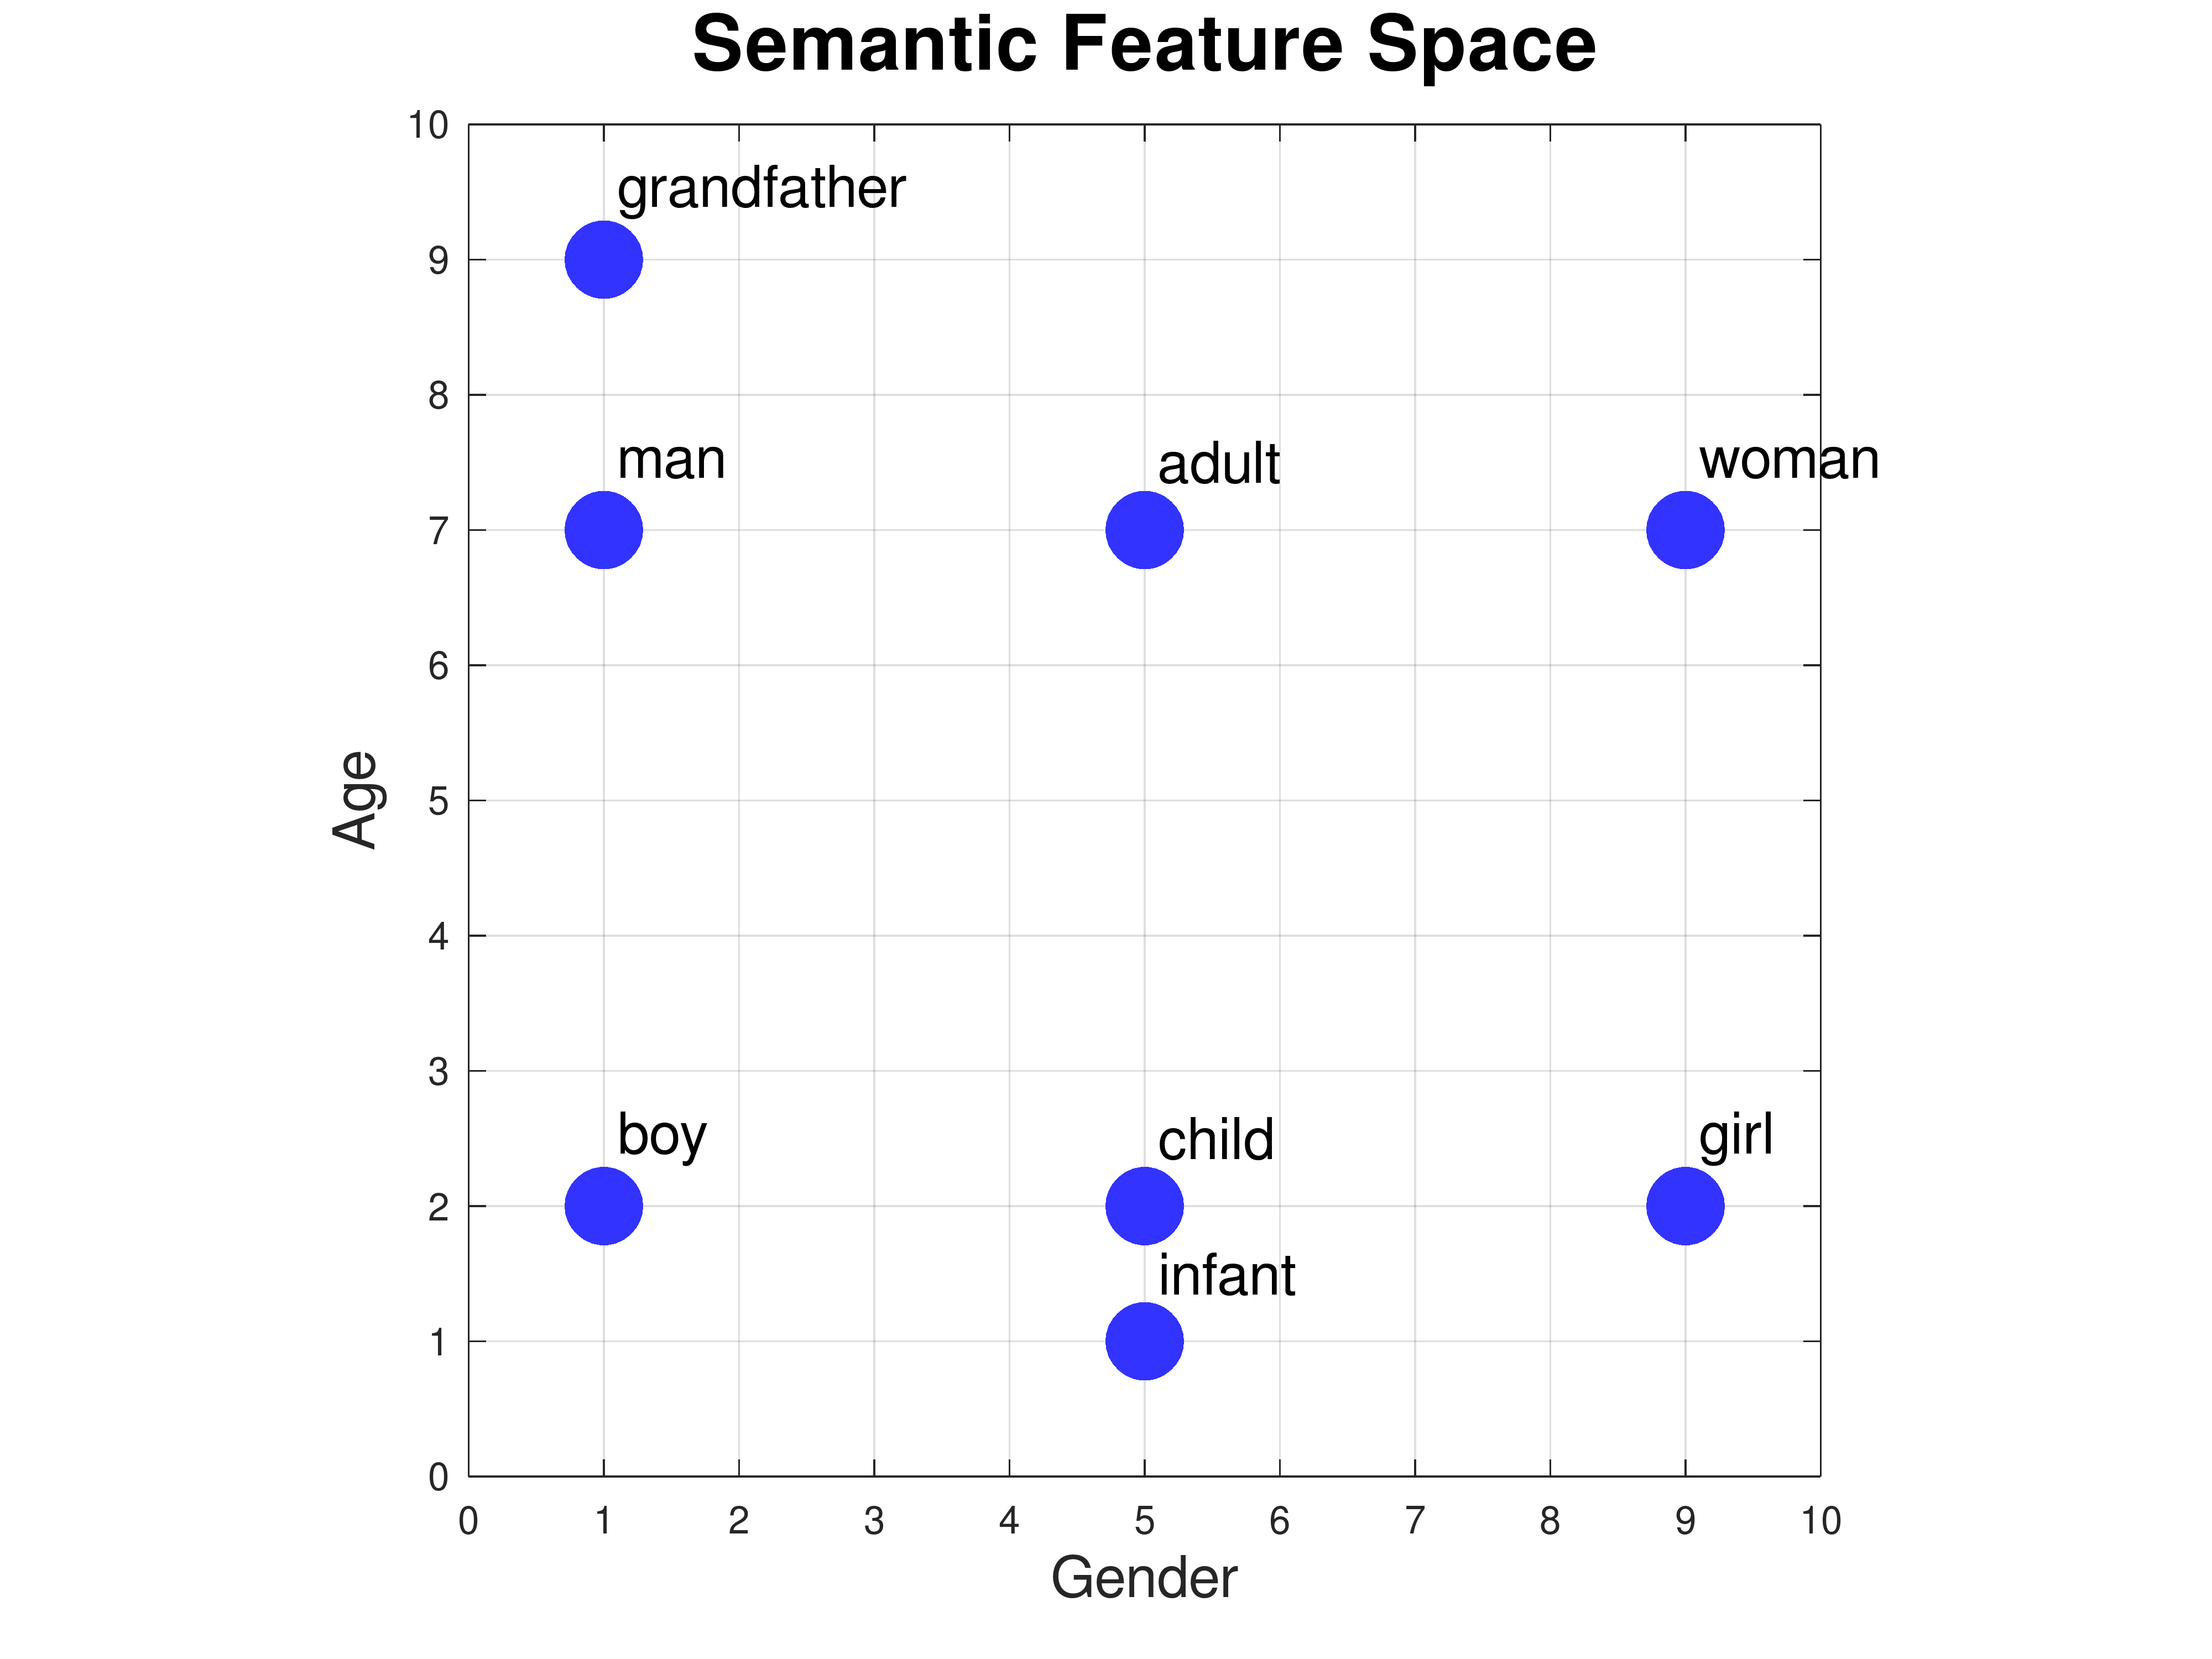 Semantic Feature Space
10
grandfather
9
8
man adult woman
7
6
Age
5
4
3
boy child girl
2
infant
1
0
0 1 2 3 4 5 6 7 8 9 10
Gender